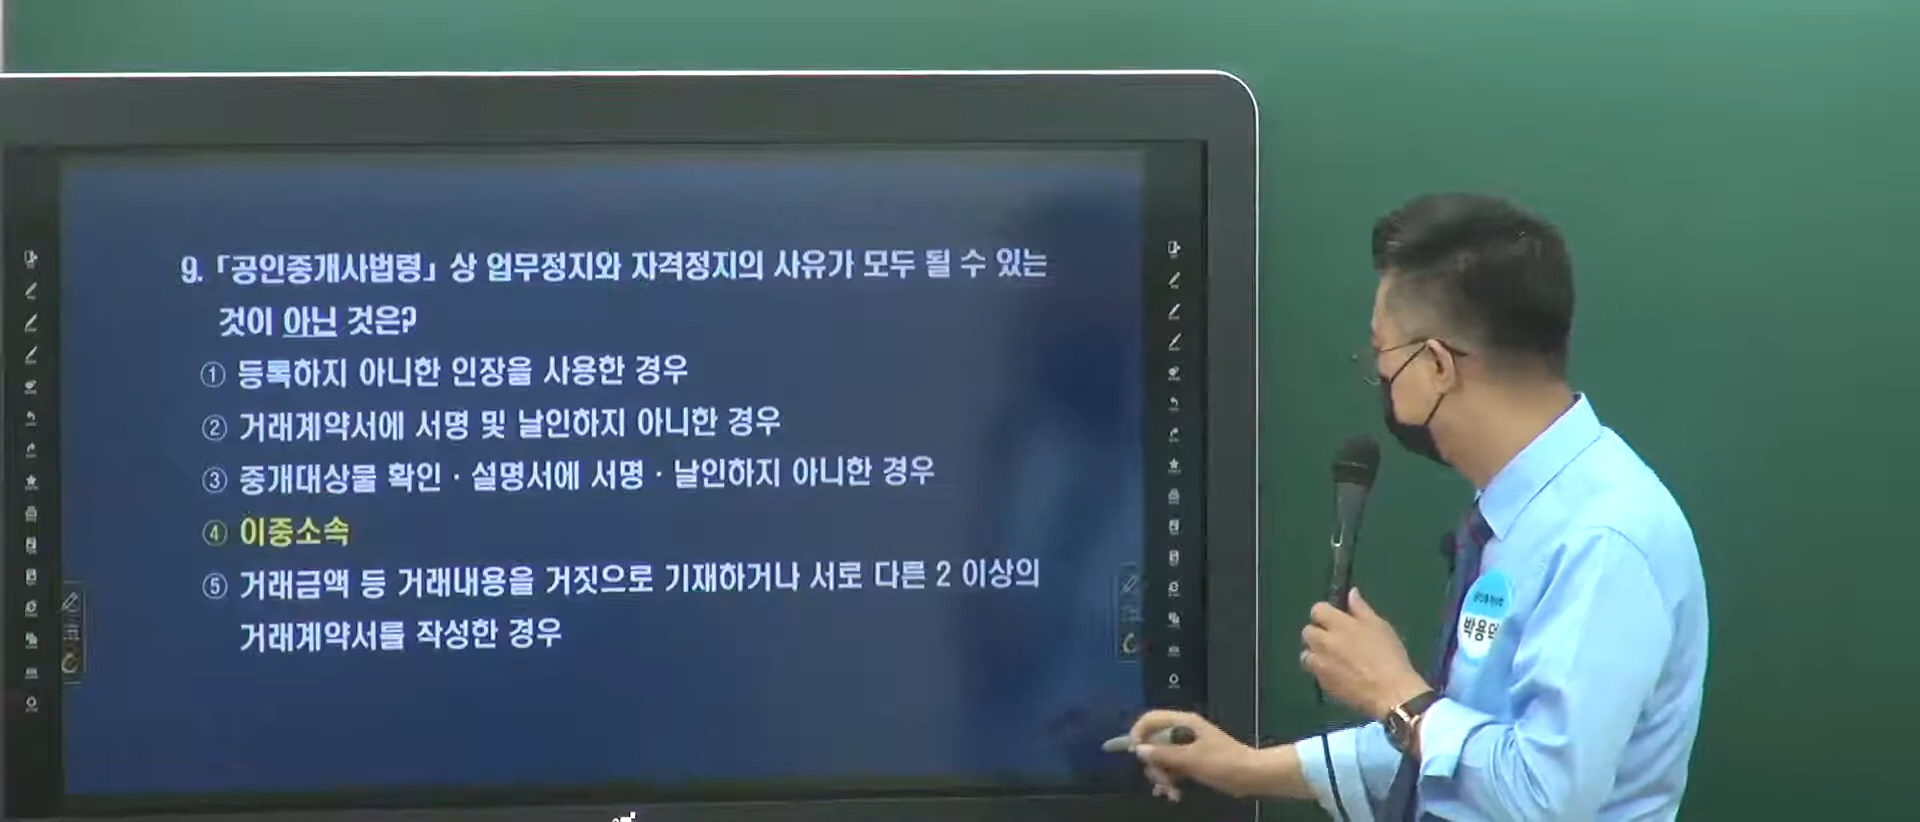 9. 「공인중개사법령」 상 업무정지와 자격정지의 사유가 모두 될 수 있는
것이 아닌 것은?
① 등록하지 아니한 인장을 사용한 경우
② 거래계약서에 서명 및 날인하지 아니한 경우
③ 중개대상물 확인 · 설명서에 서명 · 날인하지 아니한 경우
④ 이중소속
⑤ 거래금액 등 거래내용을 거짓으로 기재하거나 서로 다른 2 이상의
거래계약서를 작성한 경우
박용덕